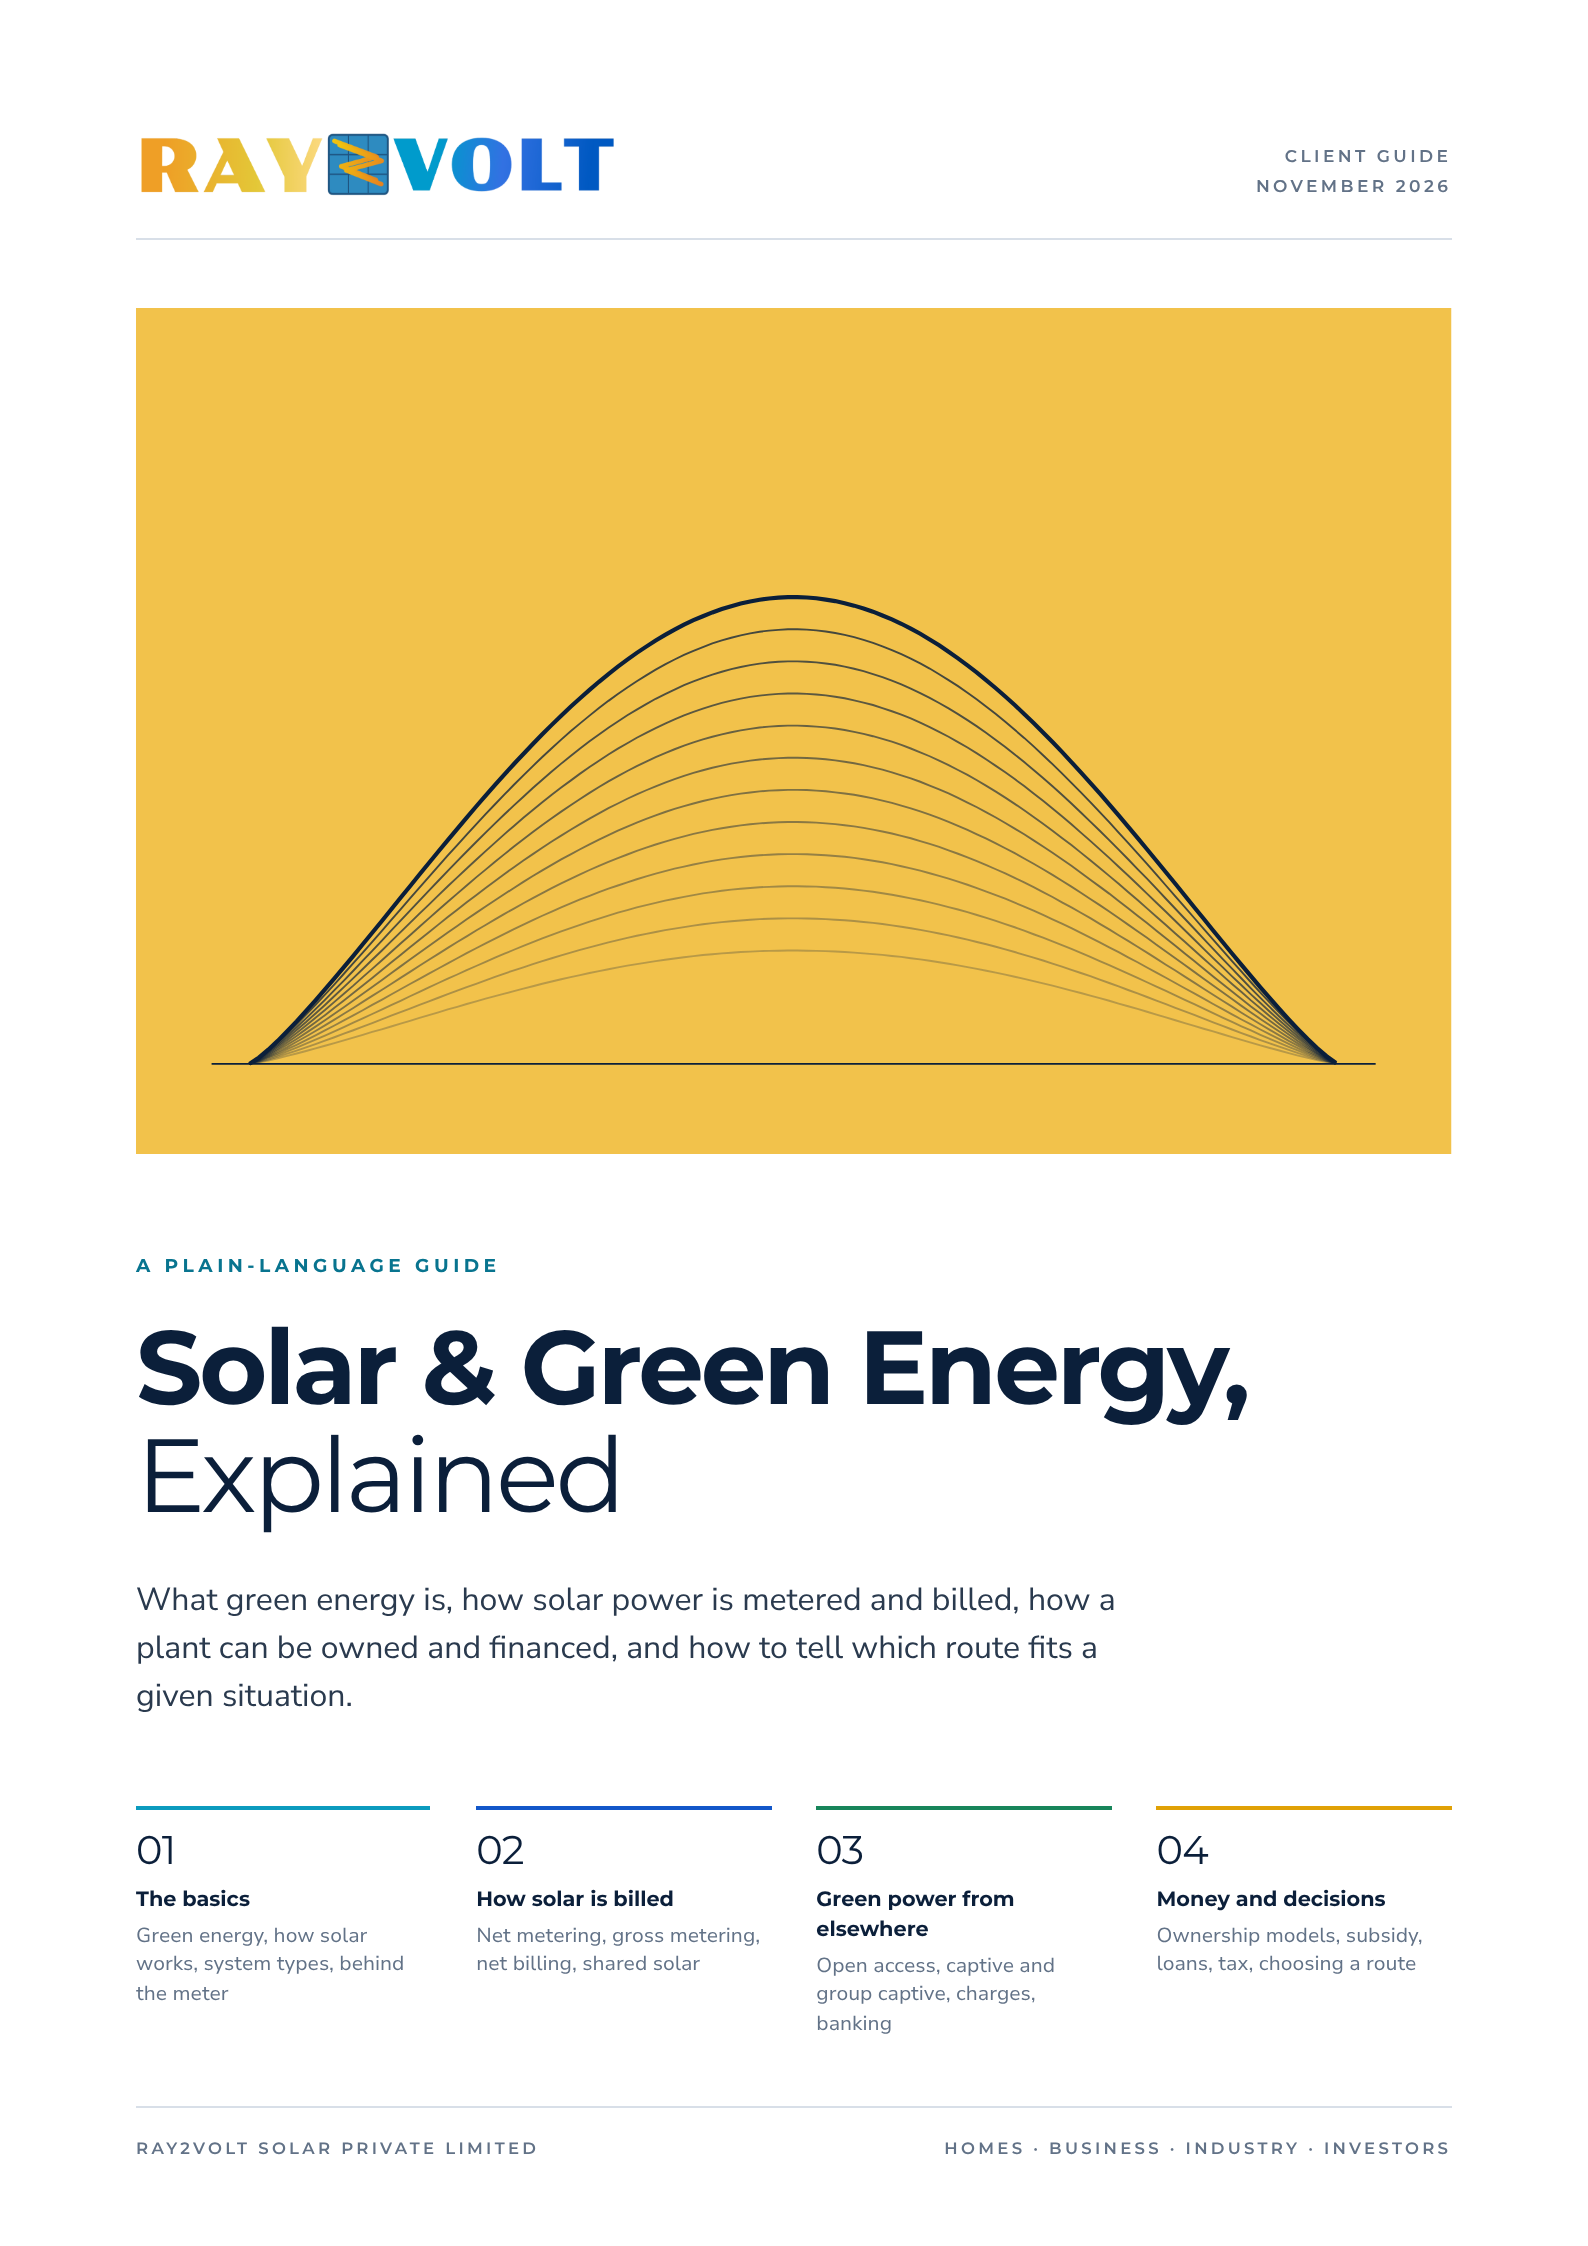 RAY2VOLT
CLIENT GUIDE
NOVEMBER 2026
A PLAIN-LANGUAGE GUIDE
Solar & Green Energy,
Explained
What green energy is, how solar power is metered and billed, how a
plant can be owned and financed, and how to tell which route fits a
given situation.
01
The basics
Green energy, how solar
works, system types, behind
the meter
02
How solar is billed
Net metering, gross metering,
net billing, shared solar
03
Green power from
elsewhere
Open access, captive and
group captive, charges,
banking
04
Money and decisions
Ownership models, subsidy,
loans, tax, choosing a route
RAY2VOLT SOLAR PRIVATE LIMITED
HOMES · BUSINESS · INDUSTRY · INVESTORS